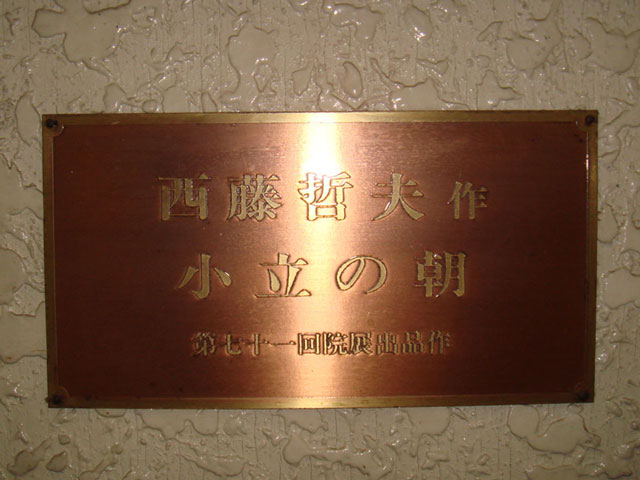 西藤哲夫作
小立の朝
第七十一回院展出品作